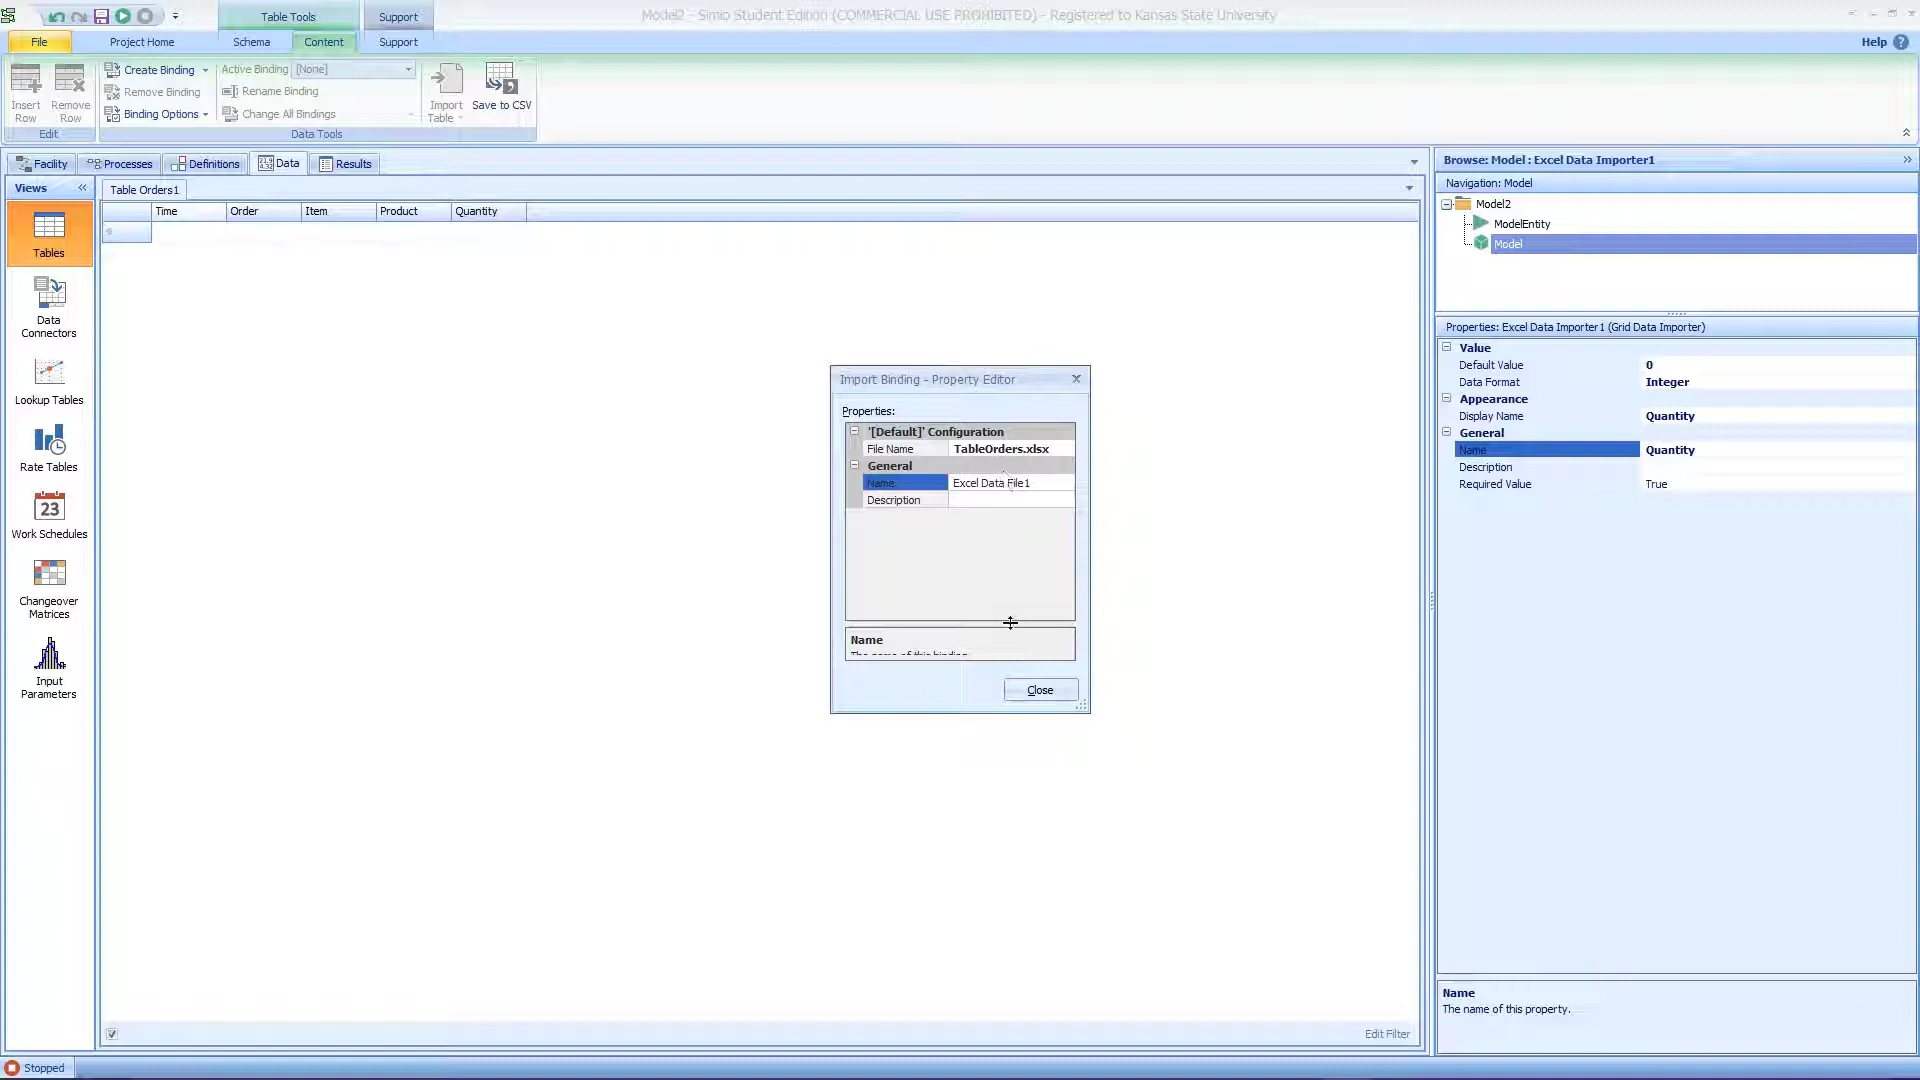 Table Tools
Support
Model2 - Simio Student Edition (COMMERCIAL USE PROHIBITED) - Registered to Kansas State University
File
Project Home
Schema
Content
Support
Help
Insert Row
Remove Row
Edit
Create Binding
Remove Binding
Binding Options
Active Binding [None]
Rename Binding
Change All Bindings
Import Table
Save to CSV
Data Tools
Facility
Processes
Definitions
Data
Results
Views
Tables
Data Connectors
Lookup Tables
Rate Tables
23
Work Schedules
Changeover Matrices
Input Parameters
Table Orders1
Time Order Item Product Quantity
Import Binding - Property Editor
Properties:
'[Default]' Configuration
File Name TableOrders.xlsx
General
Name Excel Data File1
Description
Name
The name of this binding.
Close
Edit Filter
Browse: Model : Excel Data Importer1
Navigation: Model
Model2
ModelEntity
Model
Properties: Excel Data Importer1 (Grid Data Importer)
Value
Default Value 0
Data Format Integer
Appearance
Display Name Quantity
General
Name Quantity
Description
Required Value True
Name
The name of this property.
Stopped